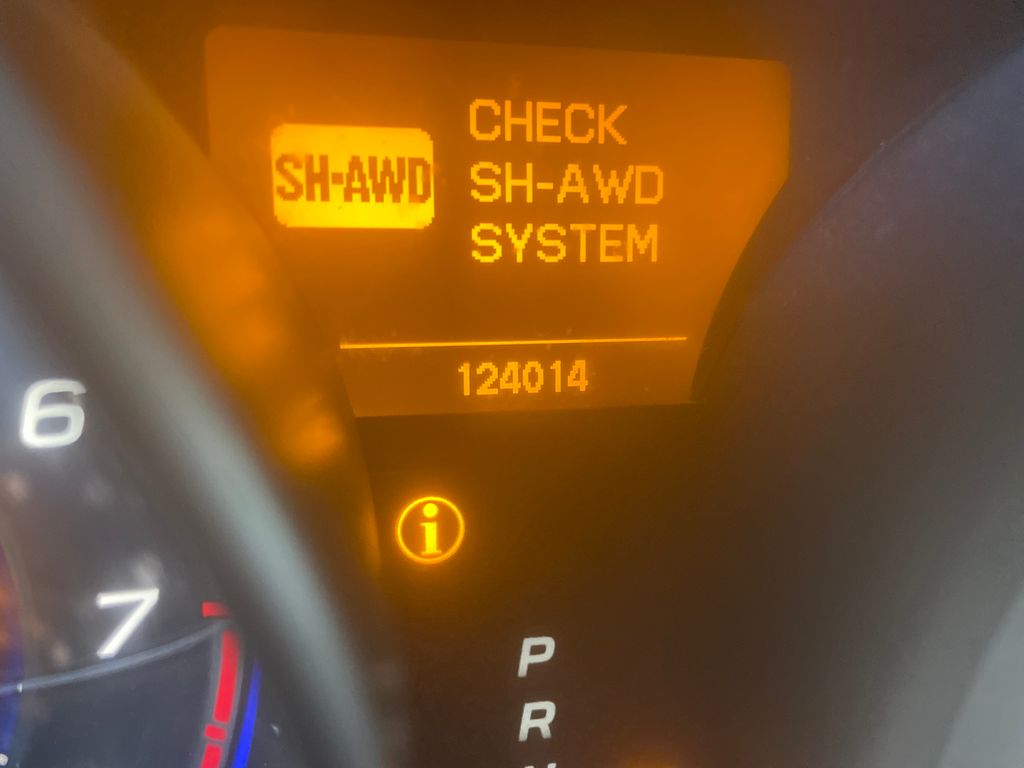 SH-AWD
CHECK
SH-AWD
SYSTEM
124014
6
i
7
P
R